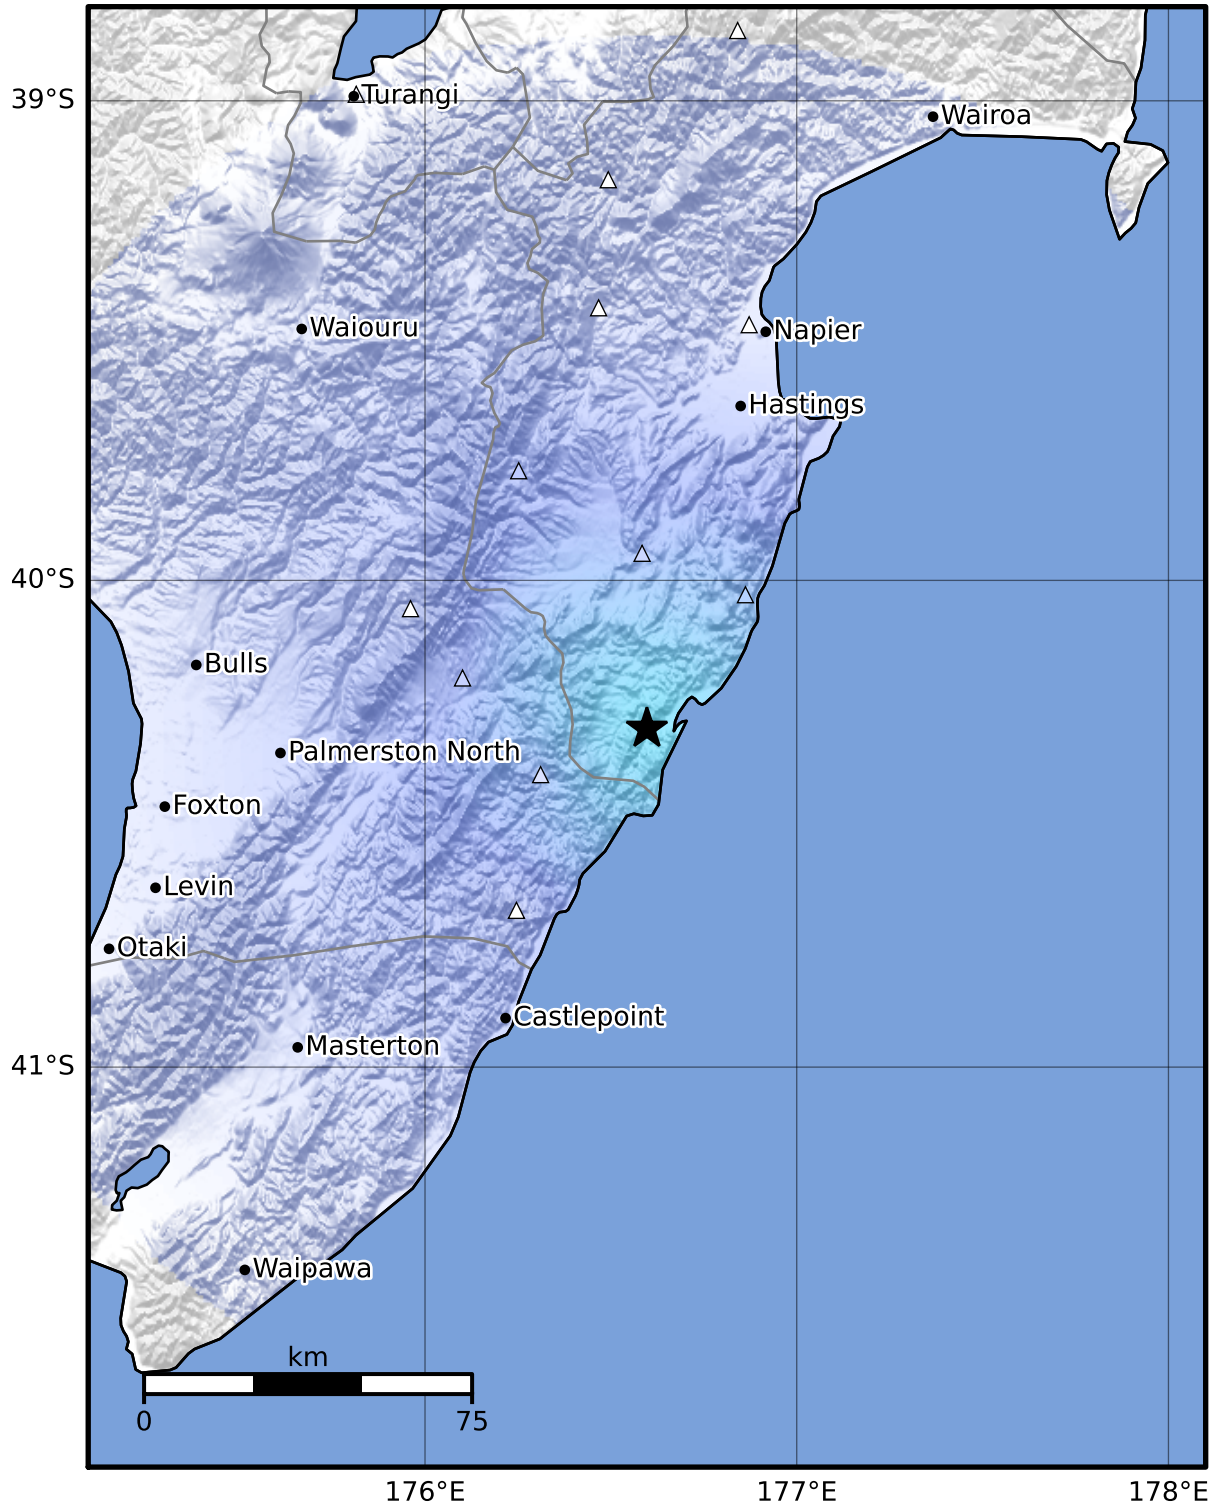 39°S
Turangi
Wairoa
Waiouru
Napier
Hastings
40°S
Bulls
Palmerston North
Foxton
Levin
Otaki
Castlepoint
Masterton
41°S
Waipawa
km
0
75
176°E
177°E
178°E